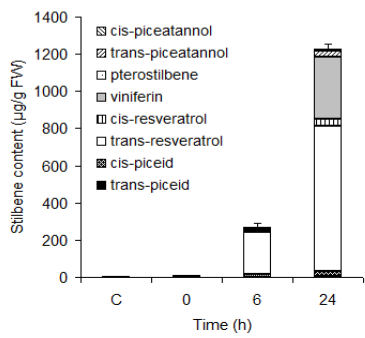 Stilbene content (µg/g FW)
1400
1200
1000
800
600
400
200
0
cis-piceatannol
trans-piceatannol
pterostilbene
viniferin
cis-resveratrol
trans-resveratrol
cis-piceid
trans-piceid
C 0 6 24
Time (h)